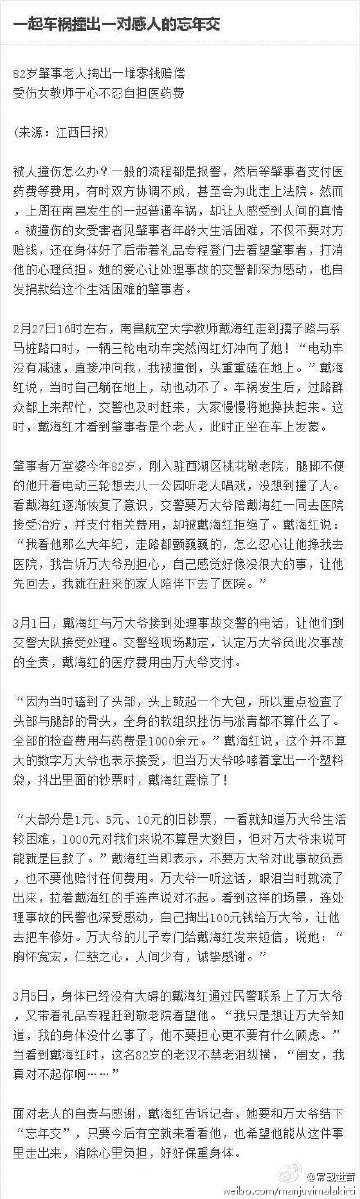 一起车祸撞出一对感人的忘年交
82岁肇事老人掏出一堆零钱赔偿
受伤女教师于心不忍自担医药费
（来源：江西日报）
被人撞伤怎么办？一般的流程都是报警，然后等肇事者支付医
药费等费用，有时双方协调不成，甚至会为此走上法院。然而
，上周在南昌发生的一起普通车祸，却让人感受到人间的真情
。被撞伤的女受害者见肇事者年龄大生活困难，不仅不要对方
赔钱，还在身体好了后带着礼品专程登门去看望肇事者，打消
他的心理负担。她的爱心让处理事故的交警都深为感动，也自
发捐款给这个生活困难的肇事者。
2月27日16时左右，南昌航空大学教师戴海红走到孺子路与系
马桩路口时，一辆三轮电动车突然闯红灯冲向了她！“电动车
没有减速，直接冲向我，我被撞倒，头重重磕在地上。”戴海
红说，当时自己躺在地上，动也动不了。车祸发生后，过路群
众都上来帮忙，交警也及时赶来，大家慢慢将她搀扶起来。这
时，戴海红才看到肇事者是个老人，此时正坐在车上发蒙。
肇事者万堂婆今年82岁，刚入驻西湖区桃花敬老院，腿脚不便
的他开着电动三轮想去八一公园听老人唱戏，没想到撞了人。
看戴海红逐渐恢复了意识，交警要万大爷陪戴海红一同去医院
接受治疗，并支付相关费用，却被戴海红拒绝了。戴海红说：
“我看他那么大年纪，走路都颤巍巍的，怎么忍心让他搀我去
医院，我告诉万大爷别担心，自己感觉好像没很大的事，让他
先回去，我就在赶来的家人陪伴下去了医院。”
3月1日，戴海红与万大爷接到处理事故交警的电话，让他们到
交警大队接受处理。交警经现场勘定，认定万大爷负此次事故
的全责，戴海红的医疗费用由万大爷支付。
“因为当时磕到了头部，头上鼓起一个大包，所以重点检查了
头部与腿部的骨头，全身的软组织挫伤与淤青都不算什么了。
全部的检查费用与药费是1000余元。”戴海红说，这个并不算
大的数字万大爷也表示接受，但当万大爷哆嗦着拿出一个塑料
袋，抖出里面的钞票时，戴海红震惊了！
“大部分是1元、5元、10元的旧钞票，一看就知道万大爷生活
较困难，1000元对我们来说不算是大数目，但对万大爷来说可
能就是巨款了。”戴海红当即表示，不要万大爷对此事故负责
，也不要他赔付任何费用。万大爷一听这话，眼泪当时就流了
出来，拉着戴海红的手连声说对不起。看到这样的场景，连处
理事故的民警也深受感动，自己掏出100元钱给万大爷，让他
去把车修好。万大爷的儿子专门给戴海红发来短信，说她：“
胸怀宽宏，仁慈之心，人间少有，诚挚感谢。”
3月5日，身体已经没有大碍的戴海红通过民警联系上了万大爷
，又带着礼品专程赶到敬老院看望他。“我只是想让万大爷知
道，我的身体没什么事了，他不要担心更不要有什么顾虑。”
当看到戴海红时，这名82岁的老汉不禁老泪纵横，“闺女，我
真对不起你啊……”
面对老人的自责与感谢，戴海红告诉记者，她要和万大爷结下
“忘年交”，只要今后有空就来看看他，也希望他能从这件事
里走出来，消除心里负担，好好保重身体。
@常敬世尊
weibo.com/manjuvimalakirti